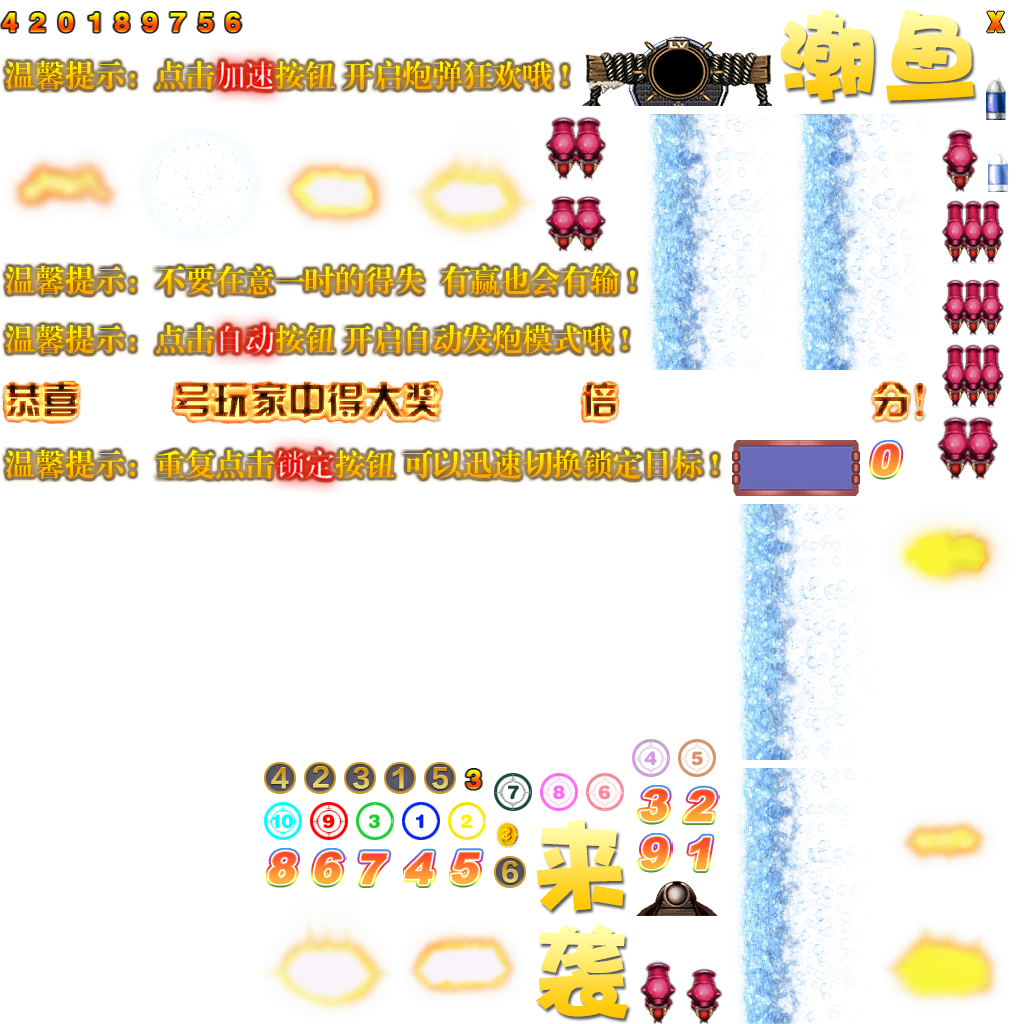 4 2 0 1 8 9 7 5 6
X
潮鱼
LV
温馨提示：点击加速按钮 开启炮弹狂欢哦！
温馨提示：不要在意一时的得失 有赢也会有输！
温馨提示：点击自动按钮 开启自动发炮模式哦！
恭喜 号玩家中得大奖 倍 分！
温馨提示：重复点击锁定按钮 可以迅速切换锁定目标！
0
4 5
4 2 3 1 5 3
7 8 6
3 2
10 9 3 1 2
8 6 7 4 5
6
9 1
来
袭